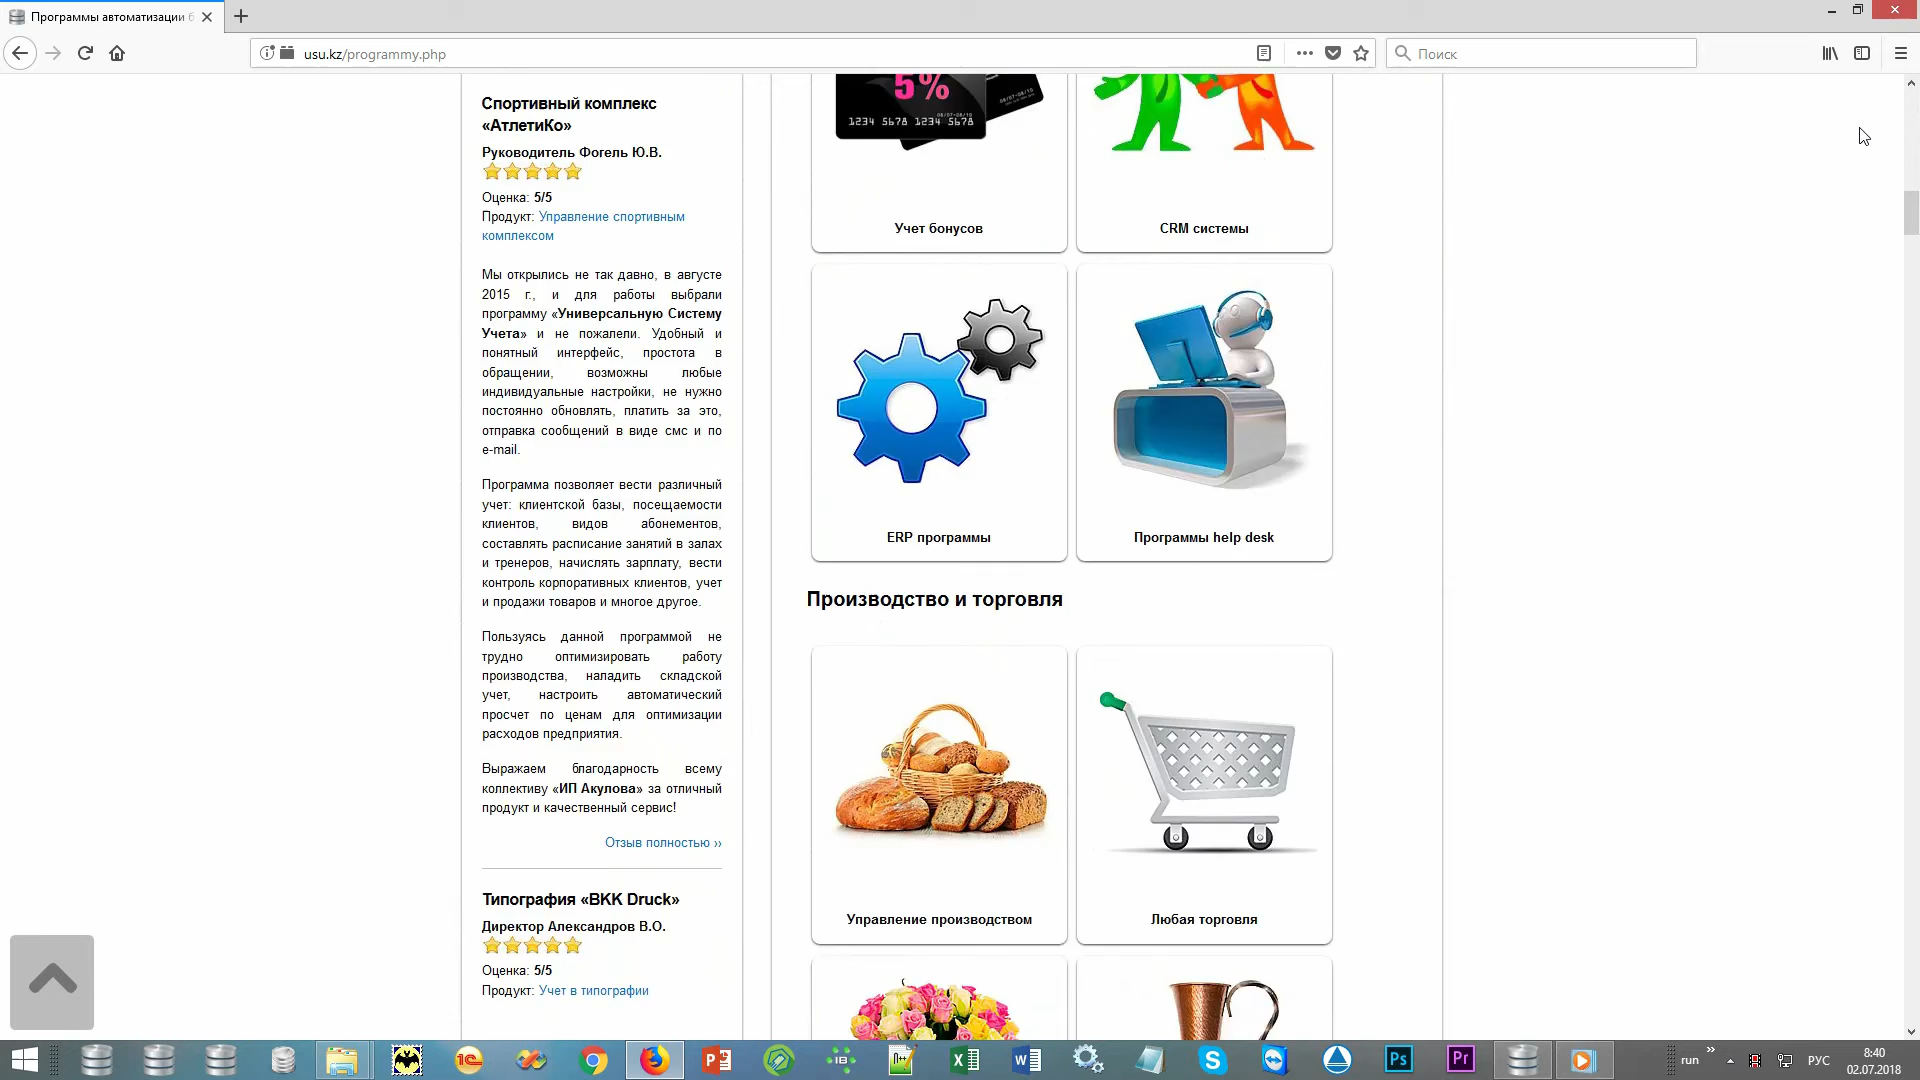 Программы автоматизации б
usu.kz/programmy.php
Поиск
Спортивный комплекс
«АтлетиКо»
Руководитель Фогель Ю.В.
Оценка: 5/5
Продукт: Управление спортивным
комплексом
Мы открылись не так давно, в августе
2015 г., и для работы выбрали
программу «Универсальную Систему
Учета» и не пожалели. Удобный и
понятный интерфейс, простота в
обращении, возможны любые
индивидуальные настройки, не нужно
постоянно обновлять, платить за это,
отправка сообщений в виде смс и по
e-mail.
Программа позволяет вести различный
учет: клиентской базы, посещаемости
клиентов, видов абонементов,
составлять расписание занятий в залах
и тренеров, начислять зарплату, вести
контроль корпоративных клиентов, учет
и продажи товаров и многое другое.
Пользуясь данной программой не
трудно оптимизировать работу
производства, наладить складской
учет, настроить автоматический
просчет по ценам для оптимизации
расходов предприятия.
Выражаем благодарность всему
коллективу «ИП Акулова» за отличный
продукт и качественный сервис!
Отзыв полностью ››
Типография «BKK Druck»
Директор Александров В.О.
Оценка: 5/5
Продукт: Учет в типографии
5%
1234 5678 1234 5678
Учет бонусов
CRM системы
ERP программы
Программы help desk
Производство и торговля
Управление производством
Любая торговля
run
РУС
8:40
02.07.2018